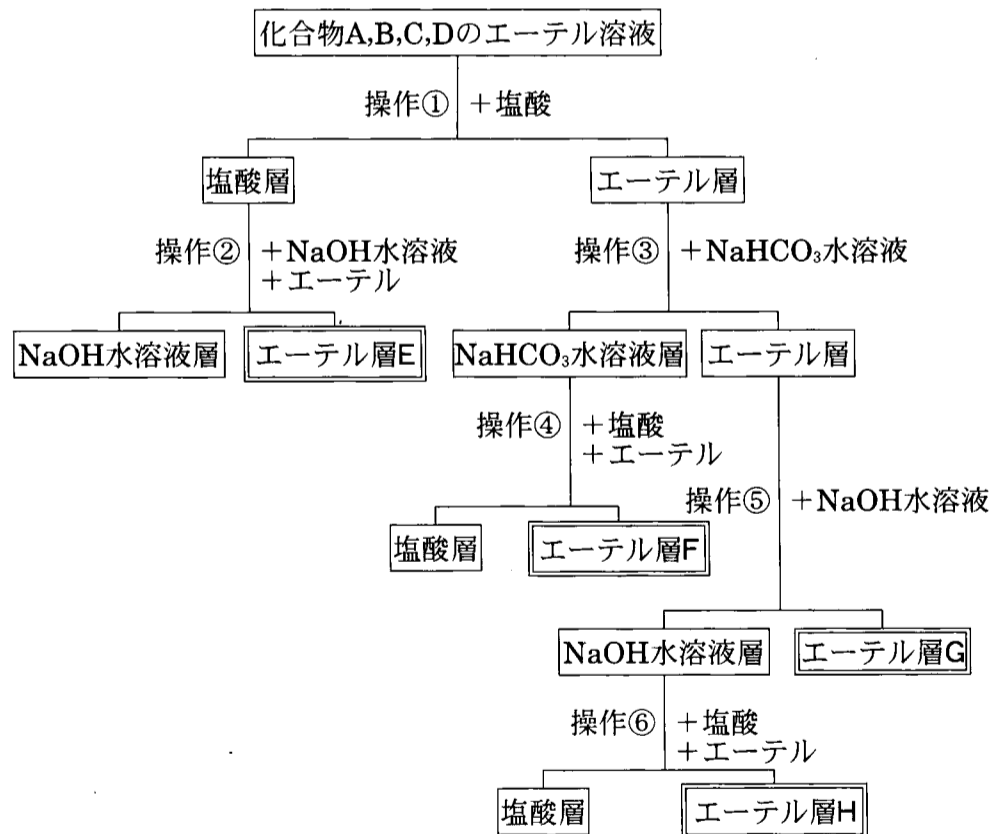 化合物A,B,C,Dのエーテル溶液
操作① +塩酸
塩酸層
エーテル層
操作② +NaOH水溶液
+エーテル
操作③ +NaHCO₃水溶液
NaOH水溶液層
エーテル層E
NaHCO₃水溶液層
エーテル層
操作④ +塩酸
+エーテル
操作⑤ +NaOH水溶液
塩酸層
エーテル層F
NaOH水溶液層
エーテル層G
操作⑥ +塩酸
+エーテル
塩酸層
エーテル層H